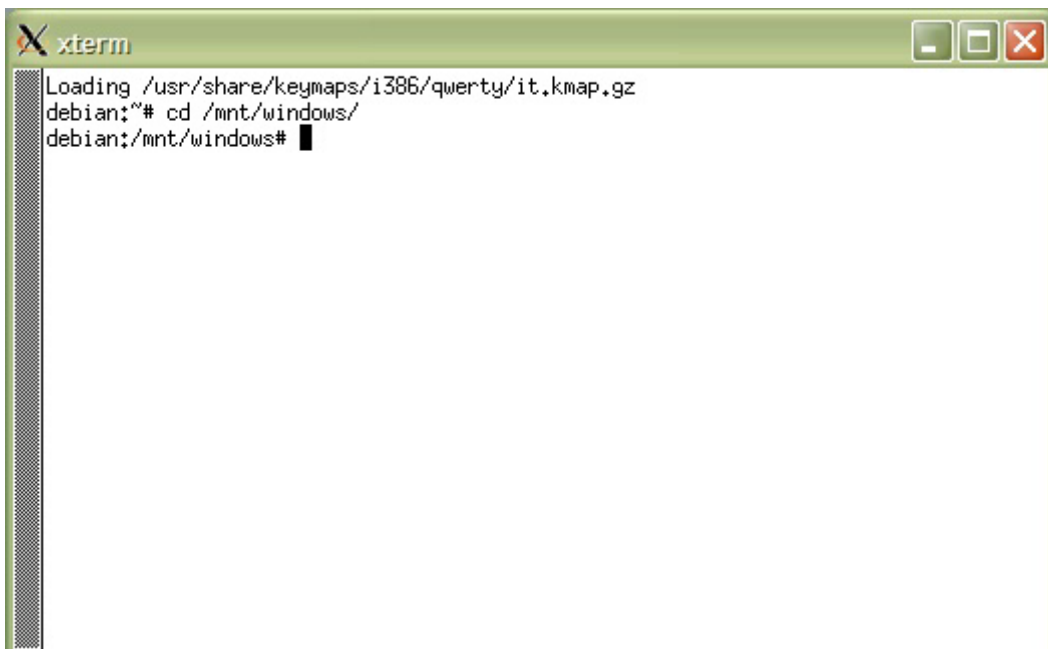 xterm
Loading /usr/share/keymaps/i386/qwerty/it.kmap.gz
debian:~# cd /mnt/windows/
debian:/mnt/windows#